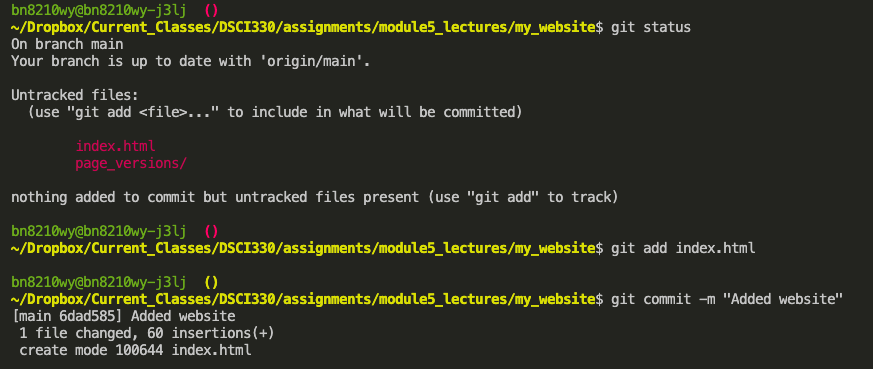 bn8210wy@bn8210wy-j3lj  ()
~/Dropbox/Current_Classes/DSCI330/assignments/module5_lectures/my_website$ git status
On branch main
Your branch is up to date with 'origin/main'.

Untracked files:
  (use "git add <file>..." to include in what will be committed)

        index.html
        page_versions/

nothing added to commit but untracked files present (use "git add" to track)

bn8210wy@bn8210wy-j3lj  ()
~/Dropbox/Current_Classes/DSCI330/assignments/module5_lectures/my_website$ git add index.html

bn8210wy@bn8210wy-j3lj  ()
~/Dropbox/Current_Classes/DSCI330/assignments/module5_lectures/my_website$ git commit -m "Added website"
[main 6dad585] Added website
 1 file changed, 60 insertions(+)
 create mode 100644 index.html